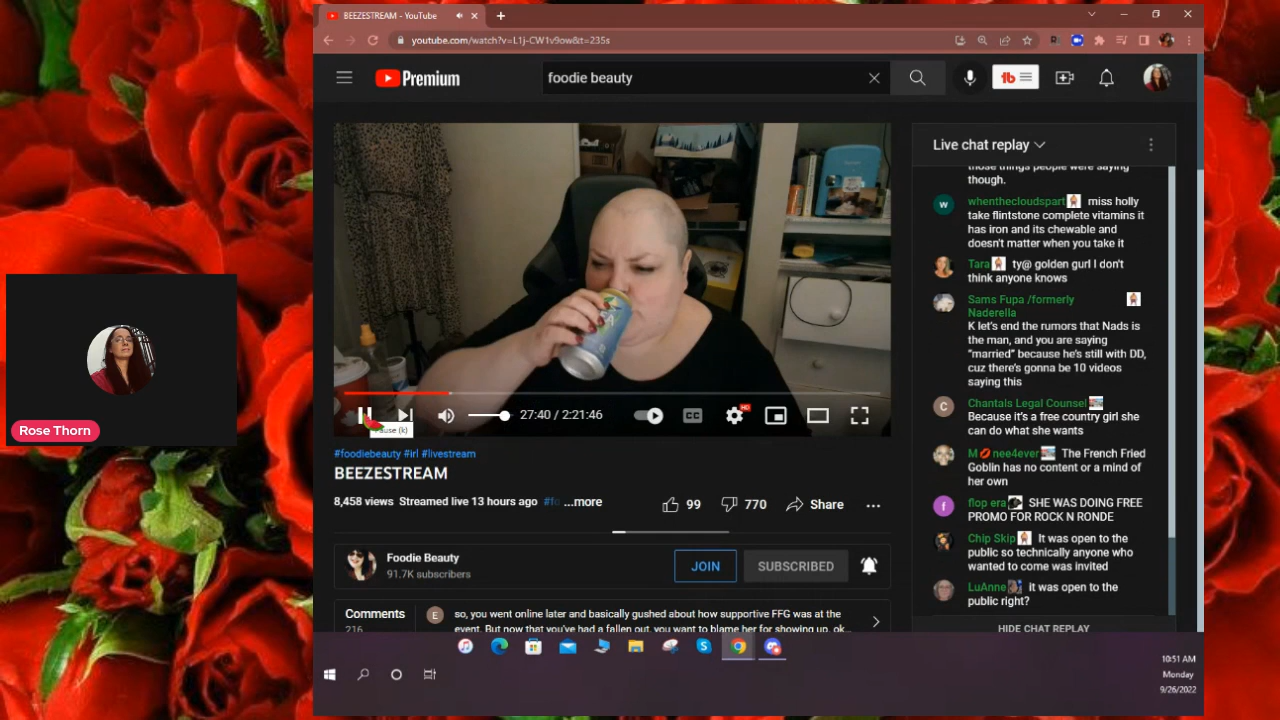 BEEZESTREAM - YouTube
youtube.com/watch?v=L1j-CW1v9ow&t=235s
Premium
foodie beauty
Live chat replay
those things people were saying
though.
whenthecloudspart miss holly
take flintstone complete vitamins it
has iron and its chewable and
doesn't matter when you take it
Tara ty@ golden gurl I don't
think anyone knows
Sams Fupa /formerly
Naderella
K let's end the rumors that Nads is
the man, and you are saying
"married" because he's still with DD,
cuz there's gonna be 10 videos
saying this
Chantals Legal Counsel
Because it's a free country girl she
can do what she wants
M nee4ever The French Fried
Goblin has no content or a mind of
her own
flop era SHE WAS DOING FREE
PROMO FOR ROCK N RONDE
Chip Skip It was open to the
public so technically anyone who
wanted to come was invited
LuAnne it was open to the
public right?
HIDE CHAT REPLAY
27:40 / 2:21:46
CC
HD
Pause (k)
#foodiebeauty #irl #livestream
BEEZESTREAM
8,458 views Streamed live 13 hours ago #fo ...more
99
770
Share
Foodie Beauty
91.7K subscribers
JOIN
SUBSCRIBED
Comments
216
E
so, you went online later and basically gushed about how supportive FFG was at the
event. But now that you've had a fallen out, you want to blame her for showing up, ok...
Rose Thorn
10:51 AM
Monday
9/26/2022